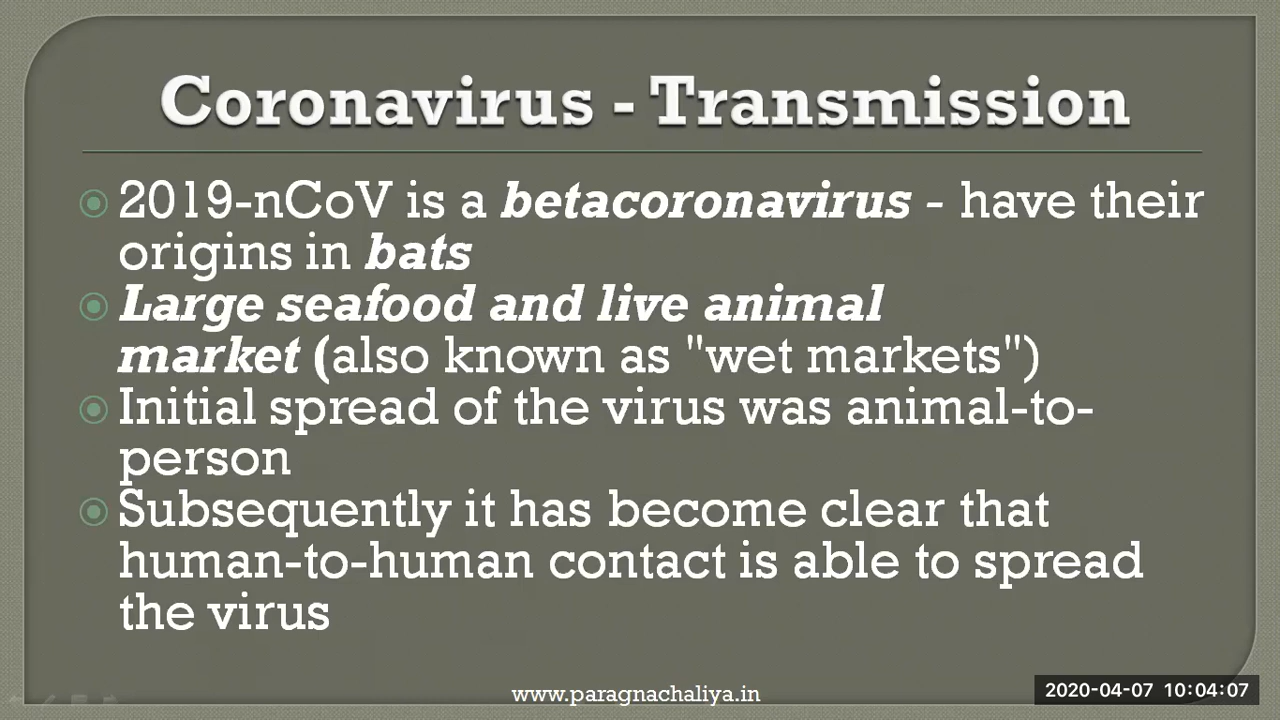 Coronavirus - Transmission
2019-nCoV is a betacoronavirus - have their
origins in bats
Large seafood and live animal
market (also known as "wet markets")
Initial spread of the virus was animal-to-
person
Subsequently it has become clear that
human-to-human contact is able to spread
the virus
www.paragnachaliya.in
2020-04-07 10:04:07